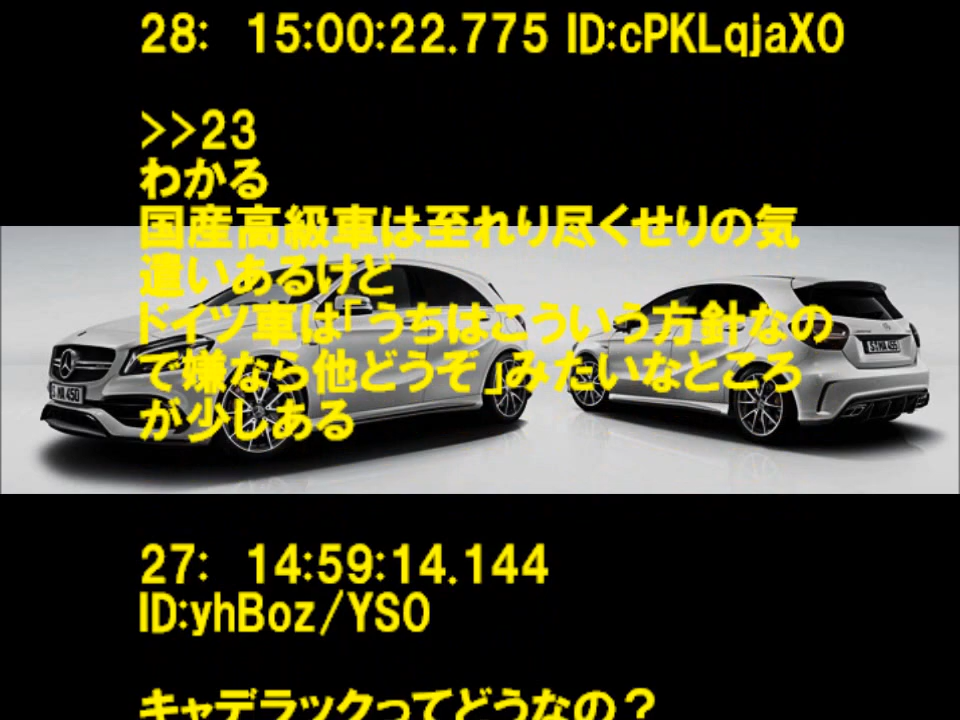 28: 15:00:22.775 ID:cPKLqjaX0
>>23
わかる
国産高級車は至れり尽くせりの気
遣いあるけど
ドイツ車は「うちはこういう方針なの
で嫌なら他どうぞ」みたいなところ
が少しある
27: 14:59:14.144
ID:yhBoz/YS0
キャデラックってどうなの？